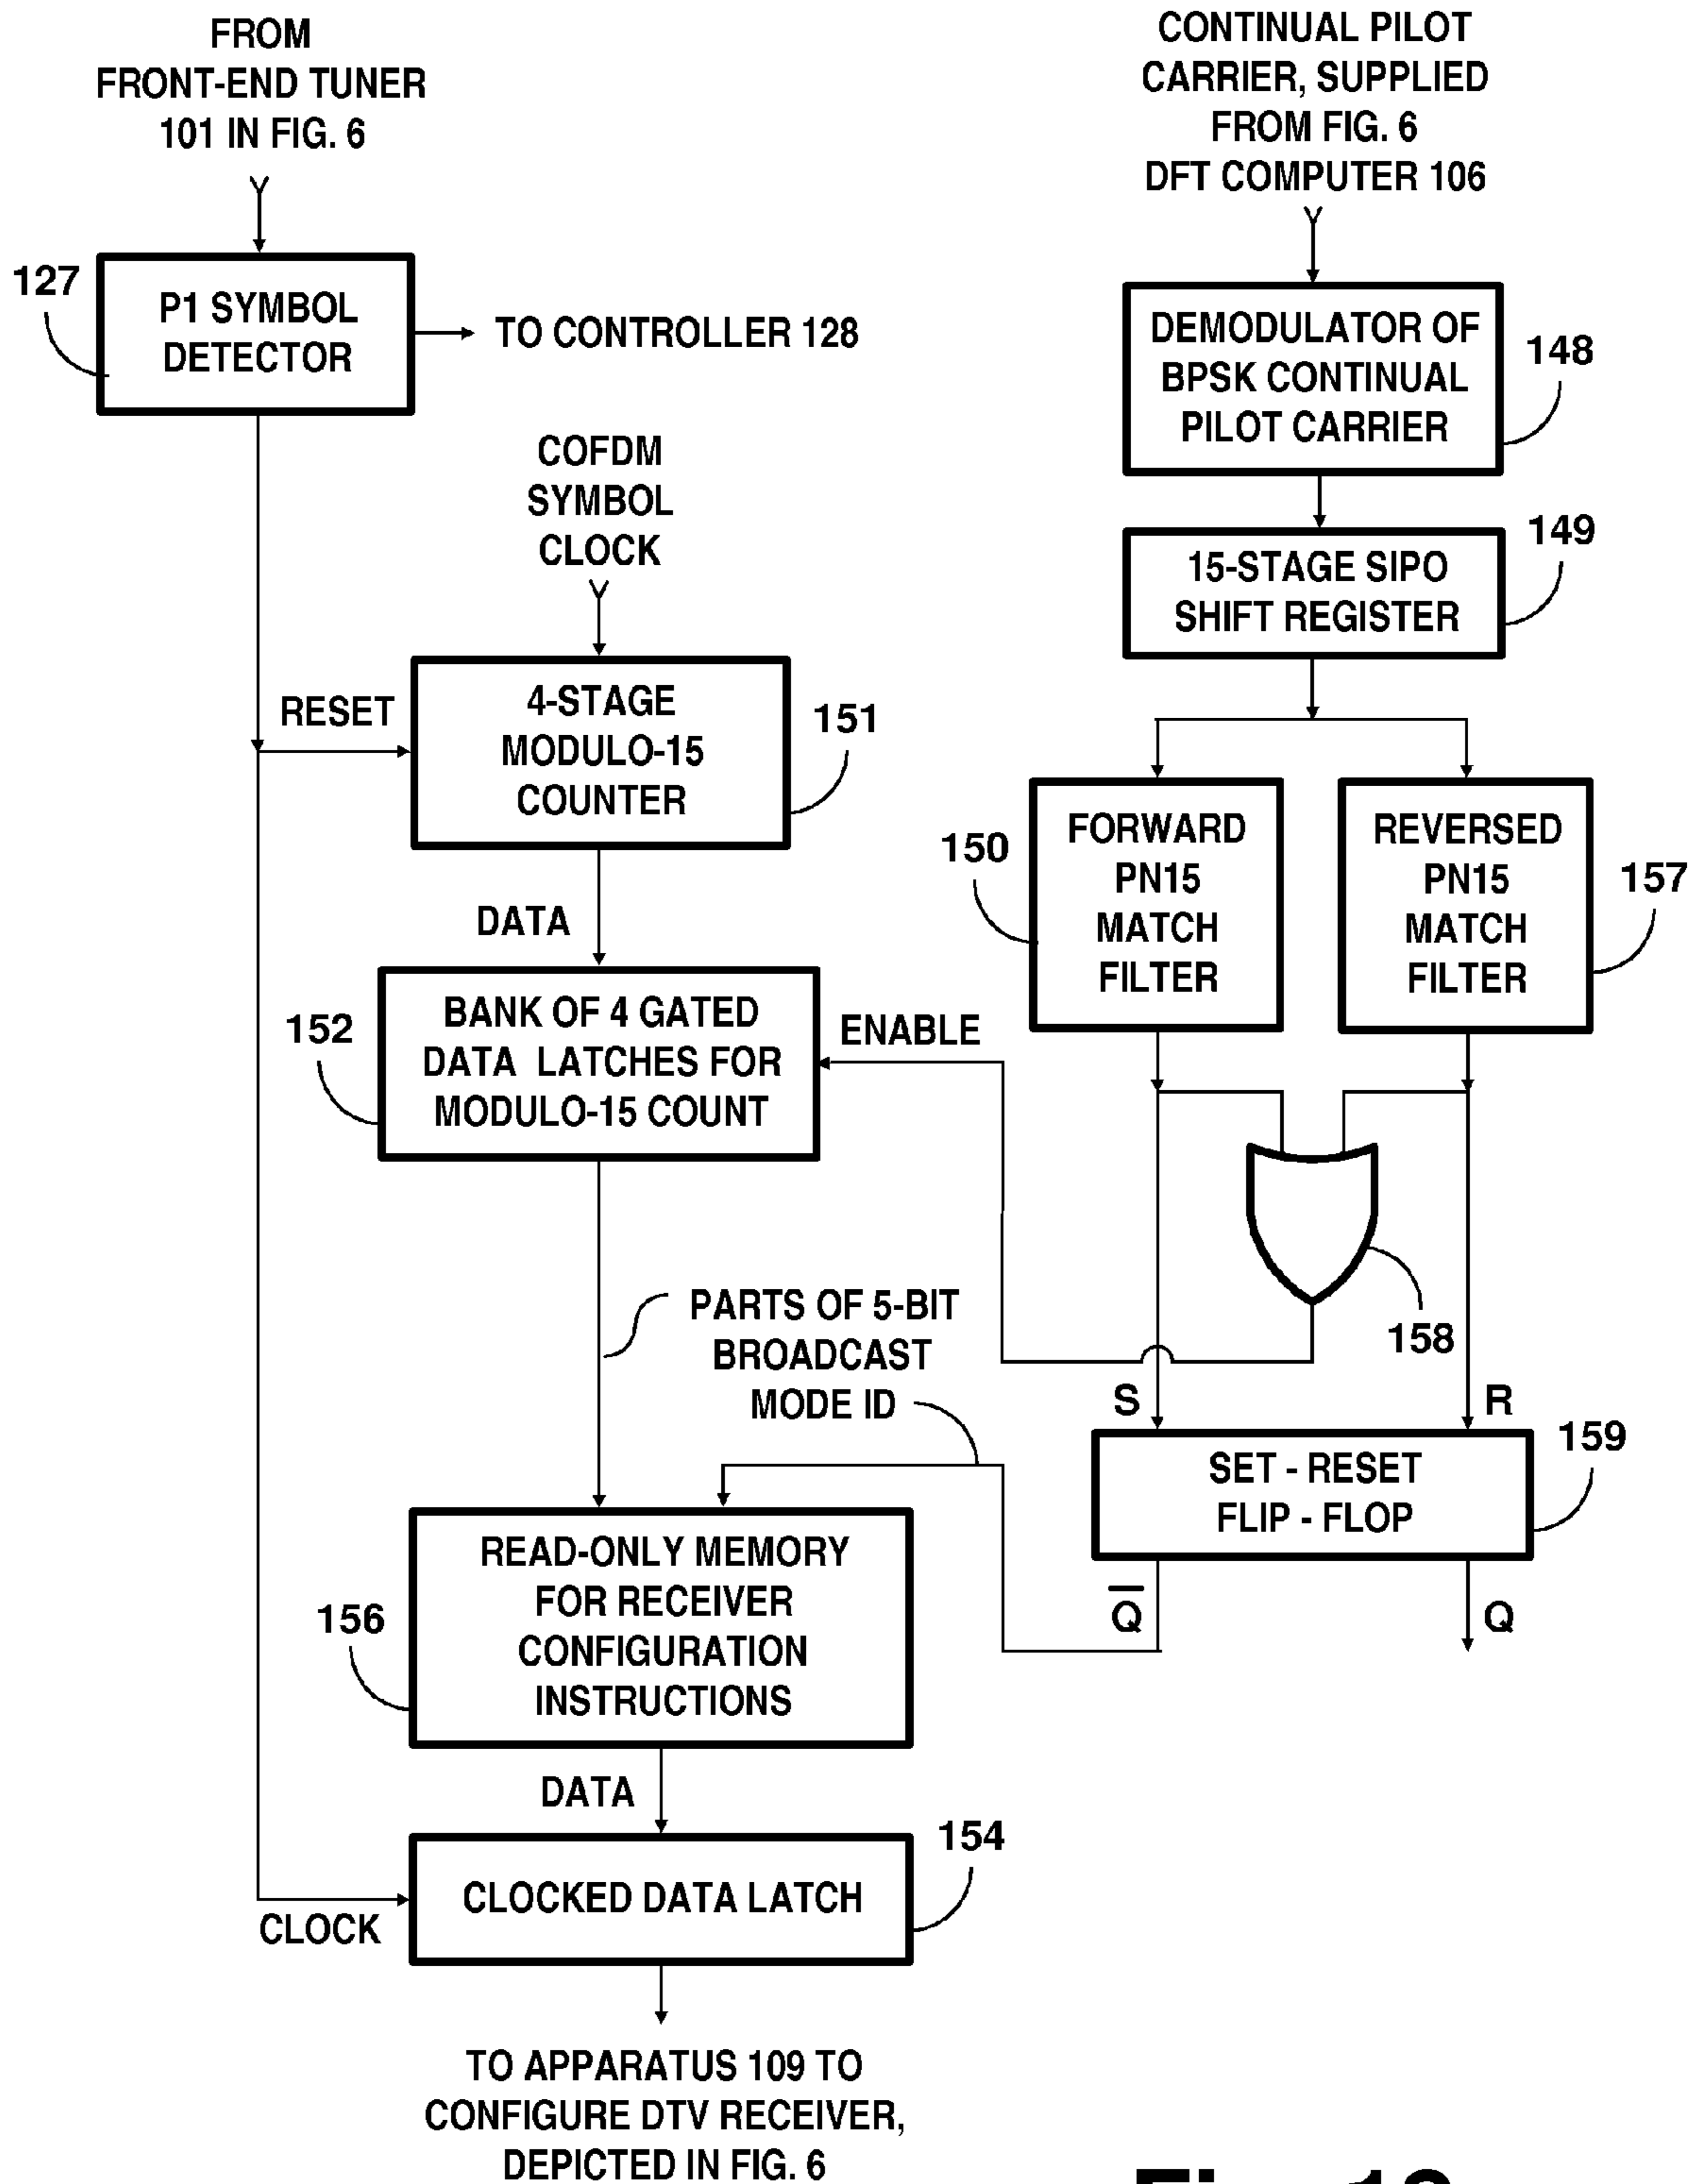 FROM
FRONT-END TUNER
101 IN FIG. 6
CONTINUAL PILOT
CARRIER, SUPPLIED
FROM FIG. 6
DFT COMPUTER 106
127
P1 SYMBOL
DETECTOR
TO CONTROLLER 128
DEMODULATOR OF
BPSK CONTINUAL
PILOT CARRIER
148
COFDM
SYMBOL
CLOCK
15-STAGE SIPO
SHIFT REGISTER
149
RESET
4-STAGE
MODULO-15
COUNTER
151
150
FORWARD
PN15
MATCH
FILTER
REVERSED
PN15
MATCH
FILTER
157
DATA
152
BANK OF 4 GATED
DATA LATCHES FOR
MODULO-15 COUNT
ENABLE
158
PARTS OF 5-BIT
BROADCAST
MODE ID
S
R
SET - RESET
FLIP - FLOP
159
Q̅
Q
156
READ-ONLY MEMORY
FOR RECEIVER
CONFIGURATION
INSTRUCTIONS
DATA
154
CLOCKED DATA LATCH
CLOCK
TO APPARATUS 109 TO
CONFIGURE DTV RECEIVER,
DEPICTED IN FIG. 6